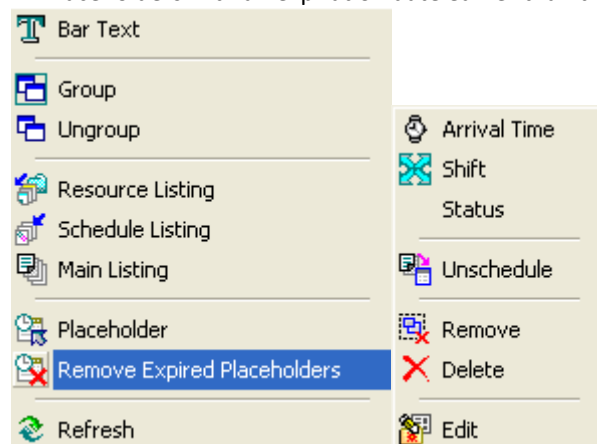 Bar Text
Group
Ungroup
Resource Listing
Schedule Listing
Main Listing
Placeholder
Remove Expired Placeholders
Refresh
Arrival Time
Shift
Status
Unschedule
Remove
Delete
Edit